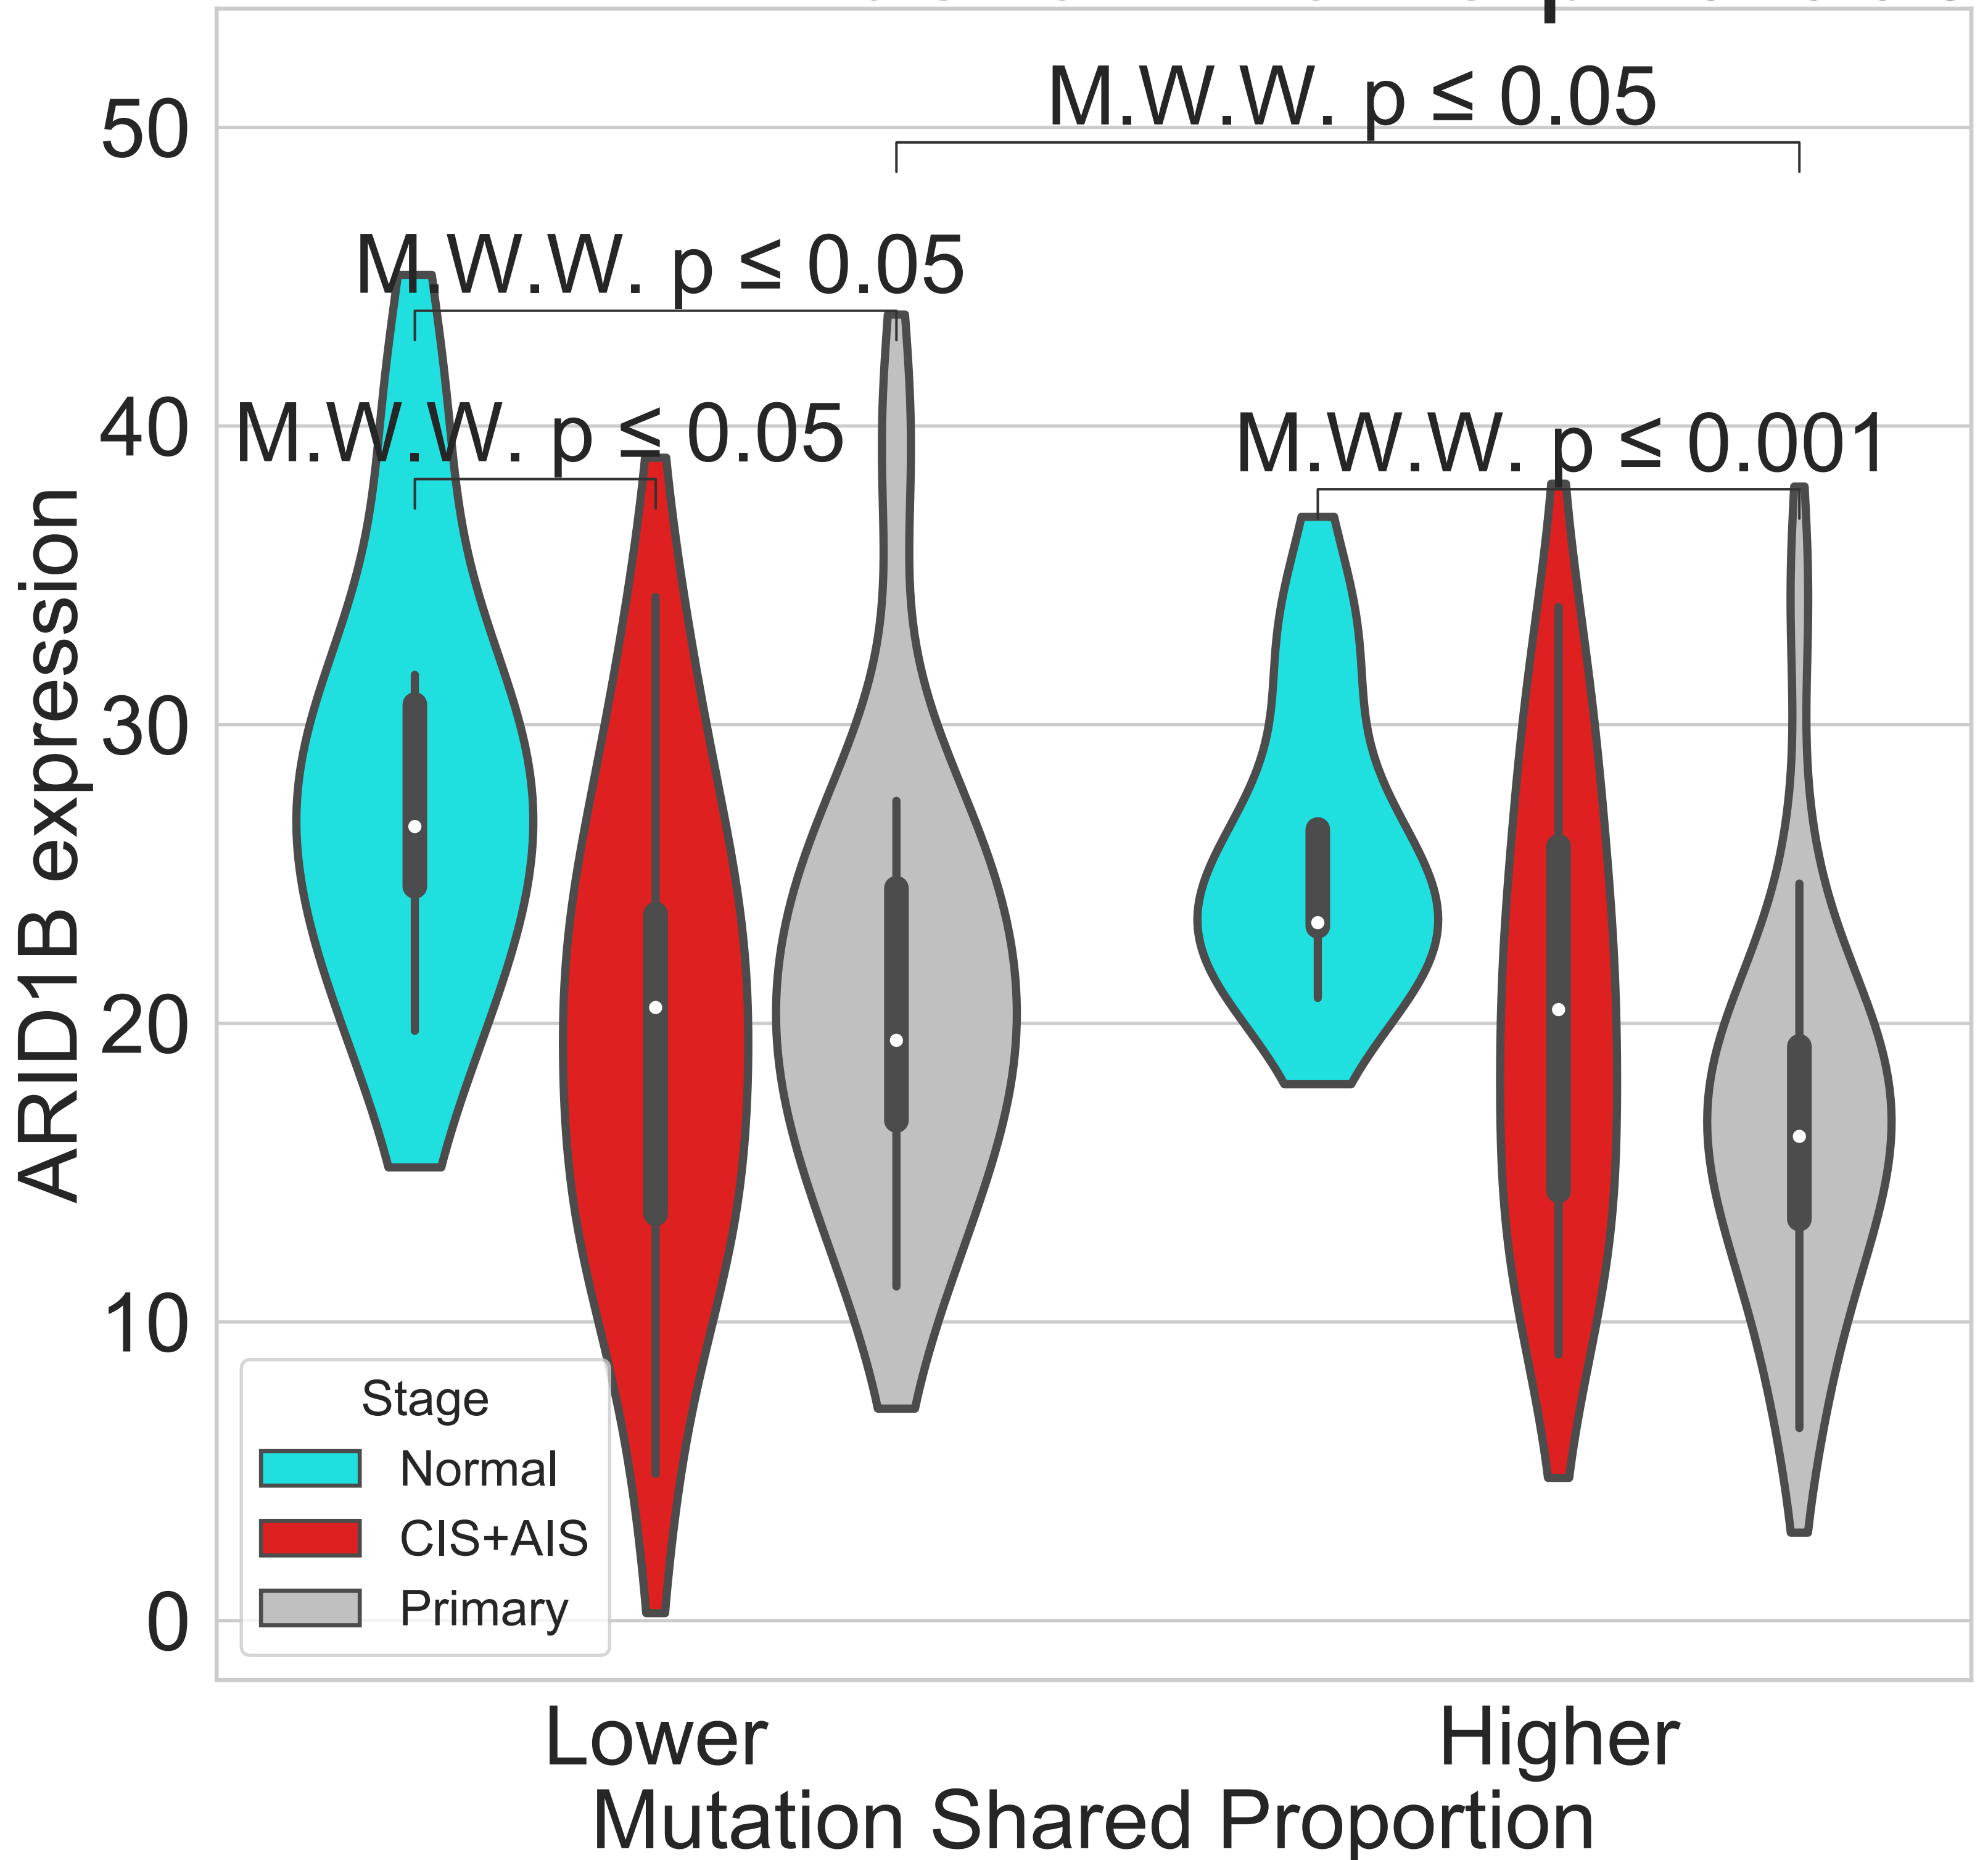 M.W.W. p ≤ 0.05
50
M.W.W. p ≤ 0.05
M.W.W. p ≤ 0.05
M.W.W. p ≤ 0.001
40
30
20
10
0
ARID1B expression
Stage
Normal
CIS+AIS
Primary
Lower
Higher
Mutation Shared Proportion